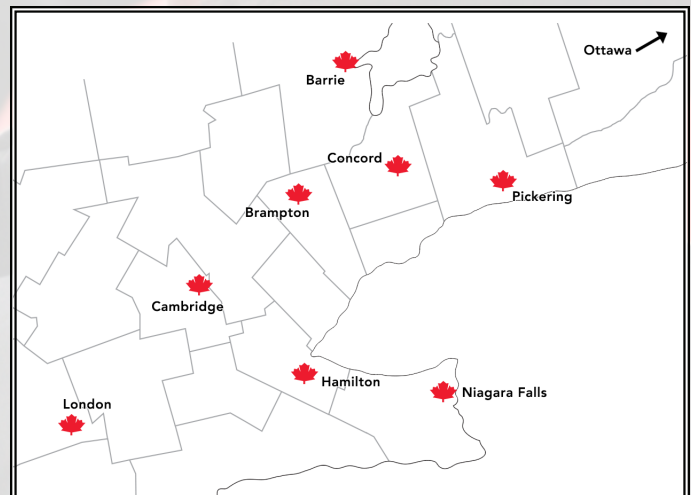 Ottawa
Barrie
Concord
Pickering
Brampton
Cambridge
Hamilton
Niagara Falls
London